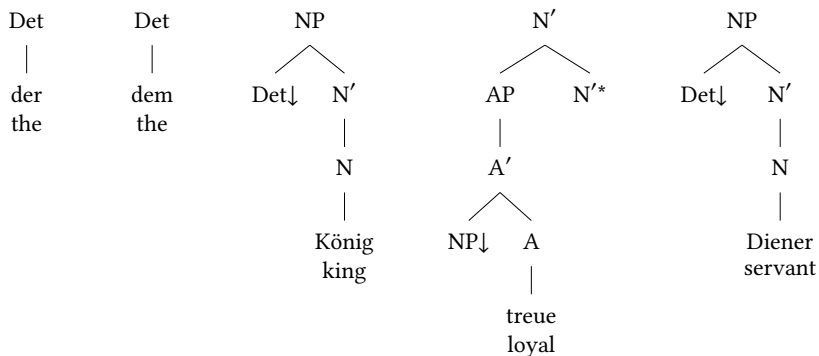 Det Det NP N′ NP
der dem Det↓ N′ AP N′* Det↓ N′
the the
N A′ N
König NP↓ A Diener
king servant
treue
loyal